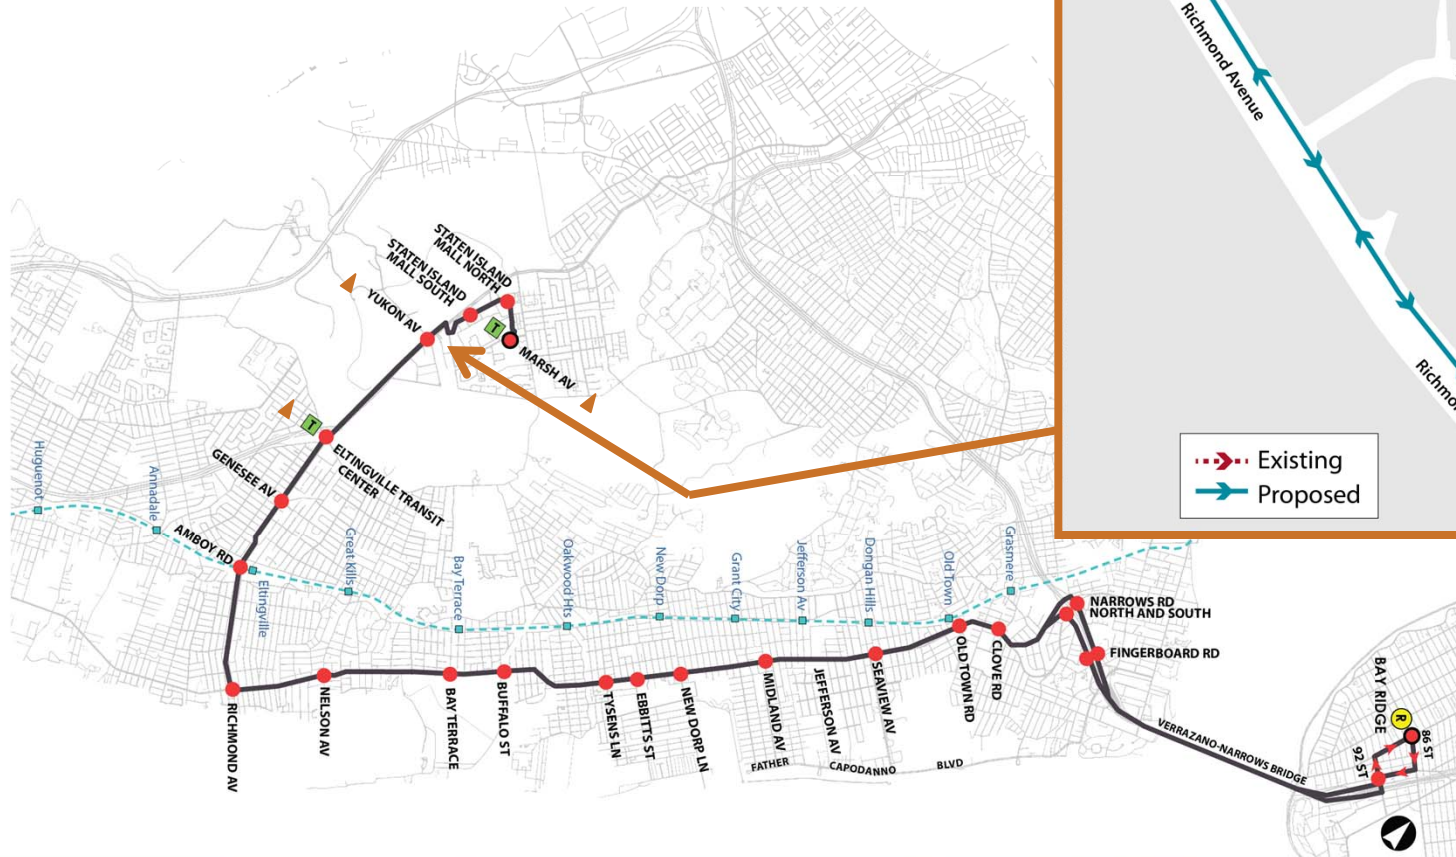 Richmond Avenue
Richmo
Existing
Proposed
STATEN ISLAND
MALL NORTH
STATEN ISLAND
MALL SOUTH
YUKON AV
T
MARSH AV
T
ELTINGVILLE TRANSIT
CENTER
GENESEE AV
AMBOY RD
Huguenot
Annadale
Eltingville
Great Kills
Bay Terrace
Oakwood Hts
New Dorp
Grant City
Jefferson Av
Dongan Hills
Old Town
Grasmere
NARROWS RD
NORTH AND SOUTH
FINGERBOARD RD
RICHMOND AV
NELSON AV
BAY TERRACE
BUFFALO ST
TYSENS LN
EBBITTS ST
NEW DORP LN
MIDLAND AV
JEFFERSON AV
SEAVIEW AV
OLD TOWN RD
CLOVE RD
FATHER CAPODANNO BLVD
VERRAZANO-NARROWS BRIDGE
BAY RIDGE
R
86 ST
92 ST